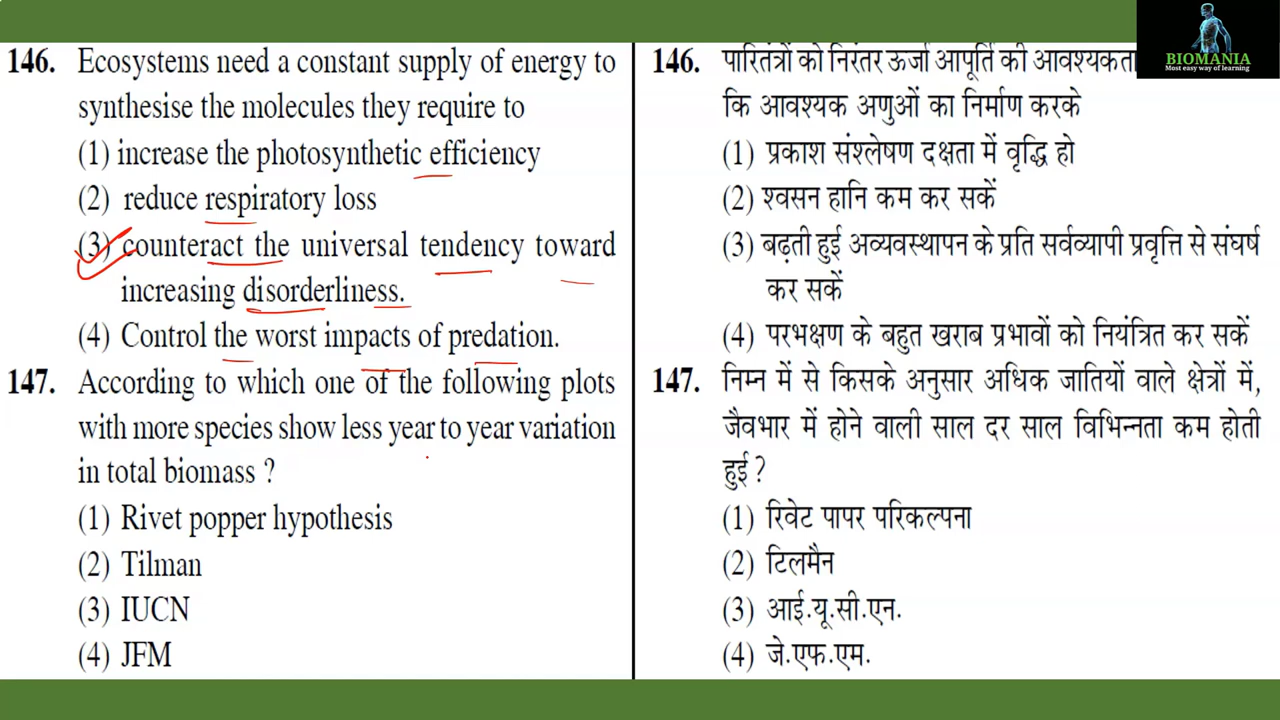 BIOMANIA
Most easy way of learning
146. Ecosystems need a constant supply of energy to
synthesise the molecules they require to
(1) increase the photosynthetic efficiency
(2) reduce respiratory loss
(3) counteract the universal tendency toward
increasing disorderliness.
(4) Control the worst impacts of predation.
147. According to which one of the following plots
with more species show less year to year variation
in total biomass ?
(1) Rivet popper hypothesis
(2) Tilman
(3) IUCN
(4) JFM
146. पारितंत्रों को निरंतर ऊर्जा आपूर्ति की आवश्यकता
कि आवश्यक अणुओं का निर्माण करके
(1) प्रकाश संश्लेषण दक्षता में वृद्धि हो
(2) श्वसन हानि कम कर सकें
(3) बढ़ती हुई अव्यवस्थापन के प्रति सर्वव्यापी प्रवृत्ति से संघर्ष
कर सकें
(4) परभक्षण के बहुत खराब प्रभावों को नियंत्रित कर सकें
147. निम्न में से किसके अनुसार अधिक जातियों वाले क्षेत्रों में,
जैवभार में होने वाली साल दर साल विभिन्नता कम होती
हुई ?
(1) रिवेट पापर परिकल्पना
(2) टिलमैन
(3) आई.यू.सी.एन.
(4) जे.एफ.एम.